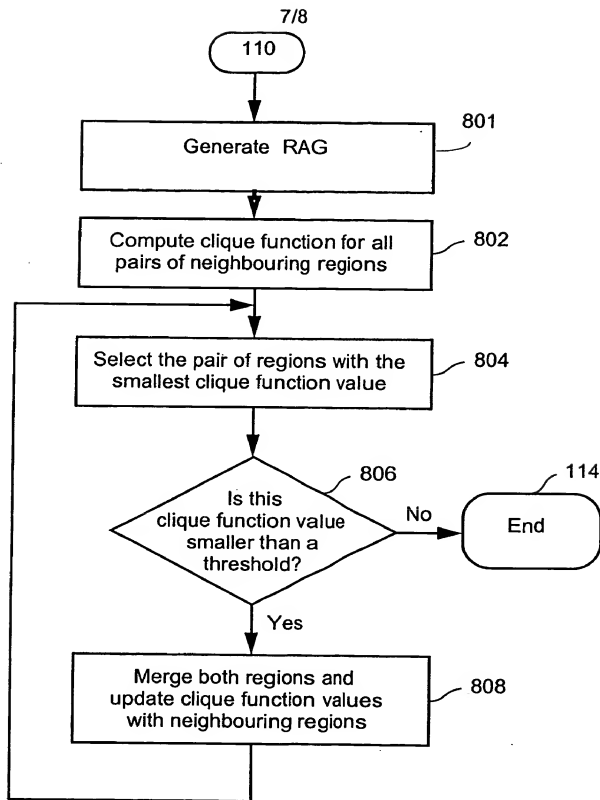 7/8
110
Generate RAG
801
Compute clique function for all
pairs of neighbouring regions
802
Select the pair of regions with the
smallest clique function value
804
806
Is this
clique function value
smaller than a
threshold?
No
114
End
Yes
Merge both regions and
update clique function values
with neighbouring regions
808